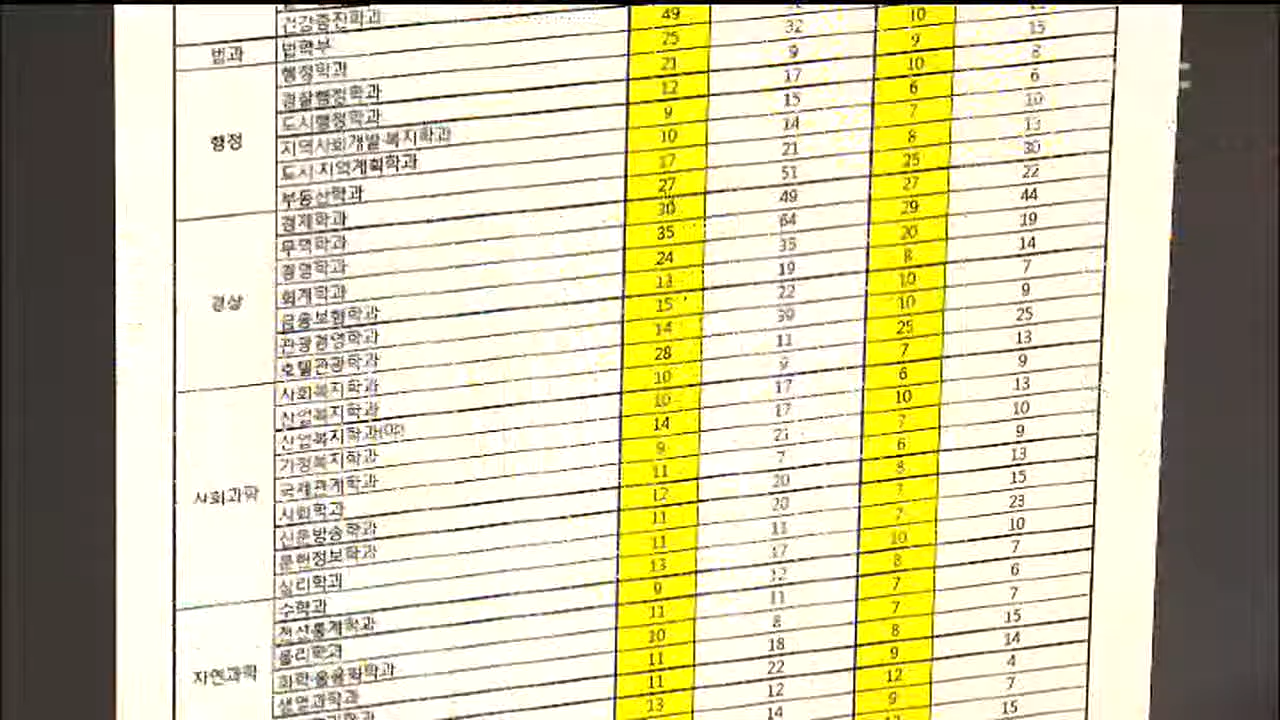 건강증진학과
법과 법학부 49 10
행정 행정학과 25 32 9 15
경찰행정학과 21 9 10 8
도시행정학과 12 17 6 6
지역사회개발·복지학과 9 15 7 10
도시·지역계획학과 10 14 8 13
부동산학과 17 21 25 30
경상 경제학과 27 51 27 22
무역학과 30 49 29 44
경영학과 35 64 20 19
회계학과 24 35 8 14
금융보험학과 13 19 10 7
관광경영학과 15 22 10 9
호텔관광학과 14 39 25 25
사회과학 사회복지학과 28 11 7 13
산업복지학과 10 9 6 9
산업복지학과(야) 10 17 10 13
가정복지학과 14 17 7 10
국제관계학과 9 21 6 9
사회학과 11 7 8 13
신문방송학과 12 20 7 15
문헌정보학과 11 20 7 23
심리학과 11 11 10 10
자연과학 수학과 13 17 8 7
전산통계학과 9 12 7 6
물리학과 11 11 7 7
화학·응용화학과 10 8 8 15
생명과학과 11 18 9 14
11 22 12 4
13 12 9 7
14 15